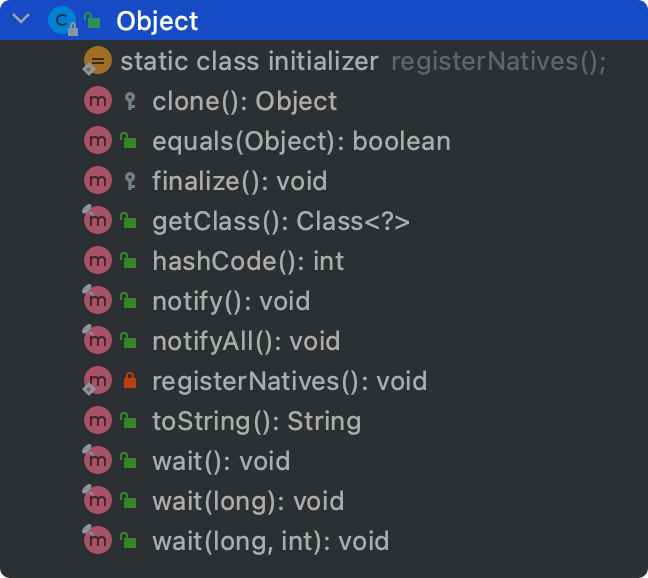 Object
static class initializer registerNatives();
clone(): Object
equals(Object): boolean
finalize(): void
getClass(): Class<?>
hashCode(): int
notify(): void
notifyAll(): void
registerNatives(): void
toString(): String
wait(): void
wait(long): void
wait(long, int): void